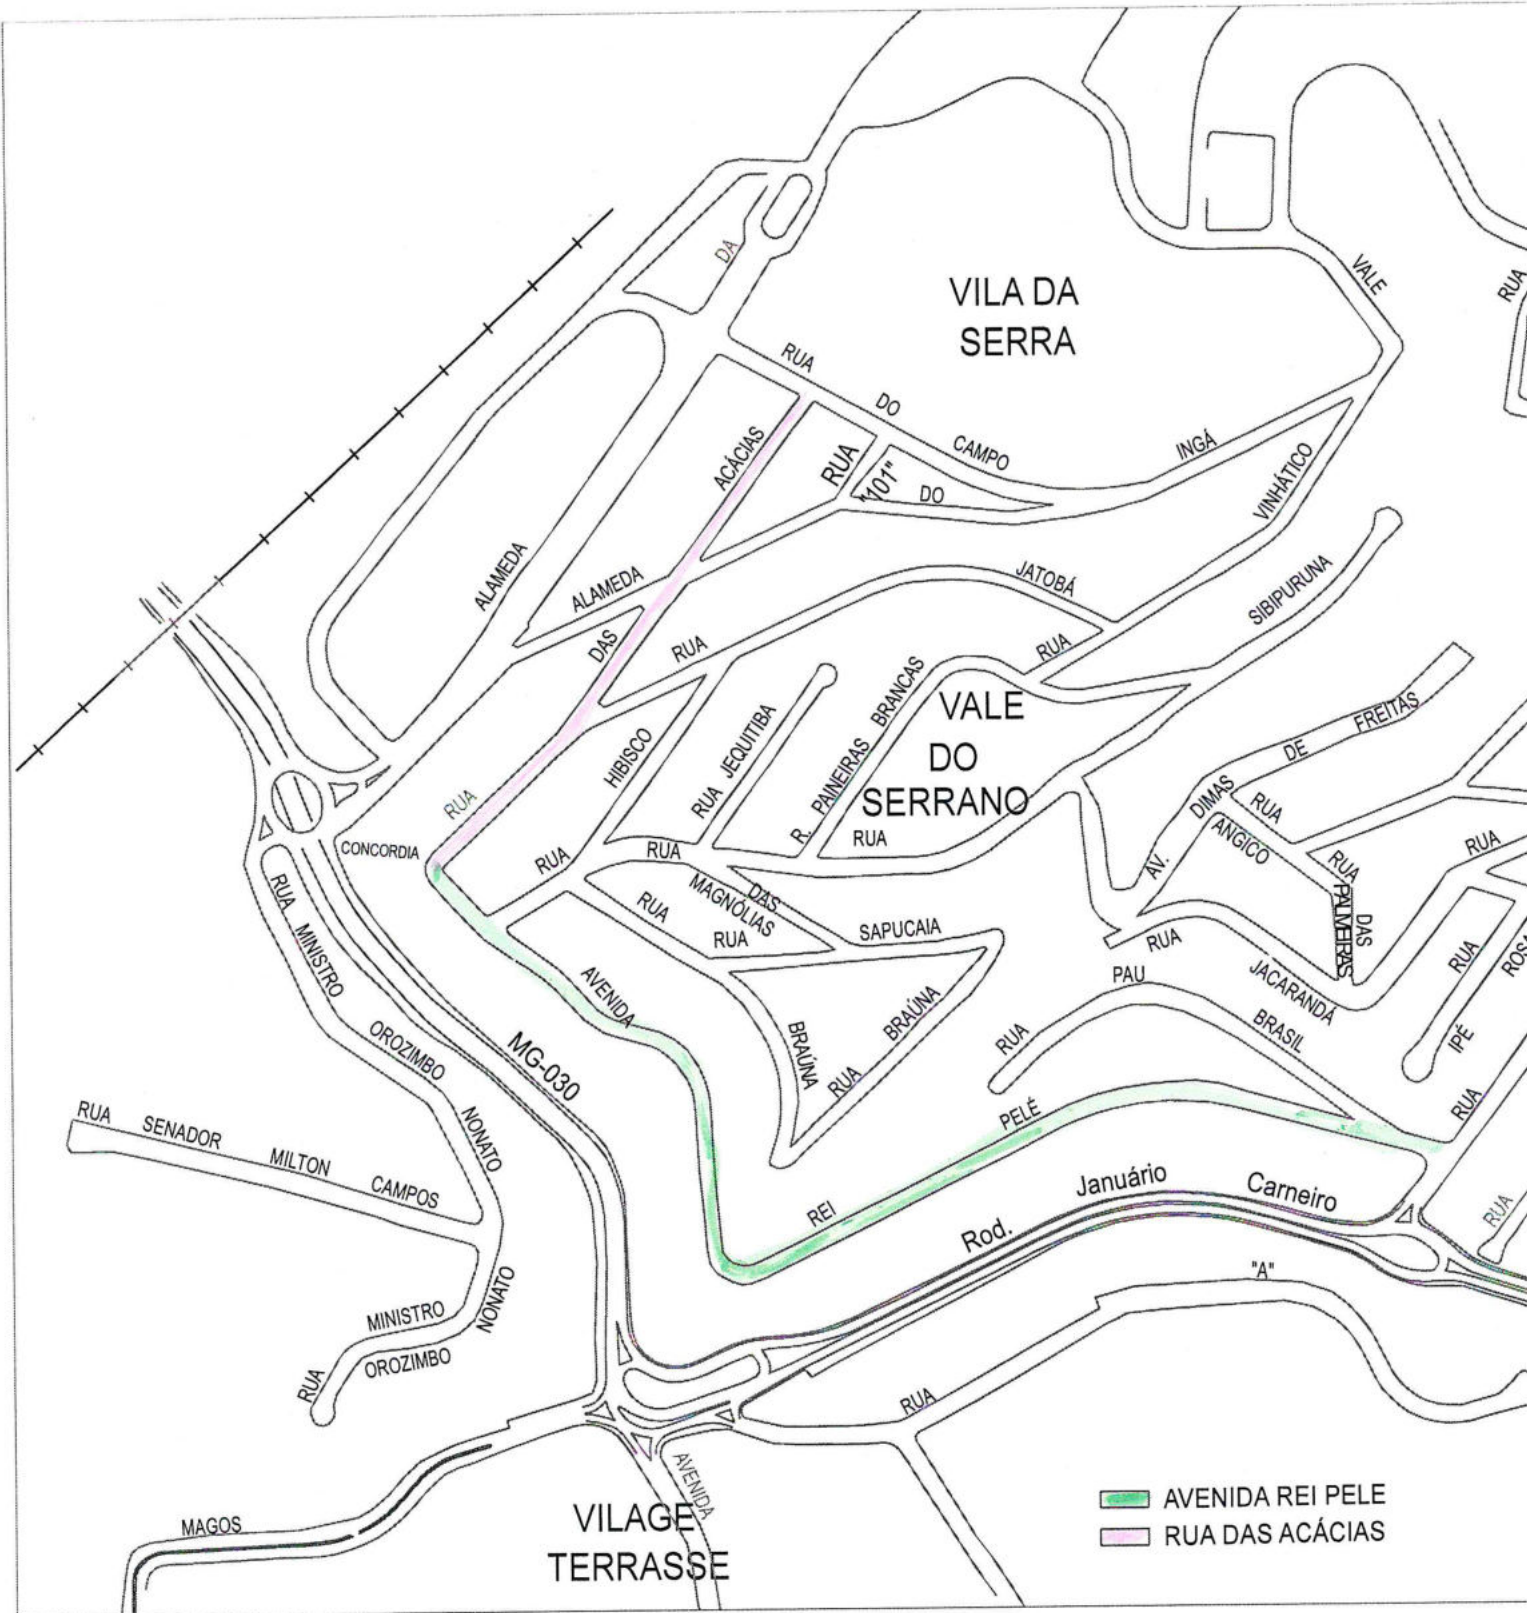 DA
VILA DA
SERRA
VALE
RUA
RUA
DO
CAMPO
INGÁ
ACÁCIAS
RUA
"101"
DO
VINHÁTICO
ALAMEDA
ALAMEDA
JATOBÁ
SIBIPURUNA
DAS
RUA
RUA
VALE
DO
SERRANO
R. PAINEIRAS BRANCAS
RUA JEQUITIBA
HIBISCO
RUA
AV. DIMAS DE FREITAS
RUA
ANGICO
RUA
DAS
PALMEIRAS
RUA
CONCORDIA
RUA
RUA
RUA
DAS
MAGNÓLIAS
RUA
RUA
SAPUCAIA
RUA
JACARANDÁ
RUA
IPÉ
ROSA
RUA MINISTRO
OROZIMBO
NONATO
AVENIDA
BRAÚNA
RUA BRAÚNA
RUA
PAU
BRASIL
MG-030
RUA
SENADOR
MILTON
CAMPOS
REI
PELÉ
RUA
RUA
Rod.
Januário
Carneiro
"A"
RUA
MINISTRO
OROZIMBO
NONATO
RUA
AVENIDA
MAGOS
VILAGE
TERRASSE
AVENIDA REI PELE
RUA DAS ACÁCIAS